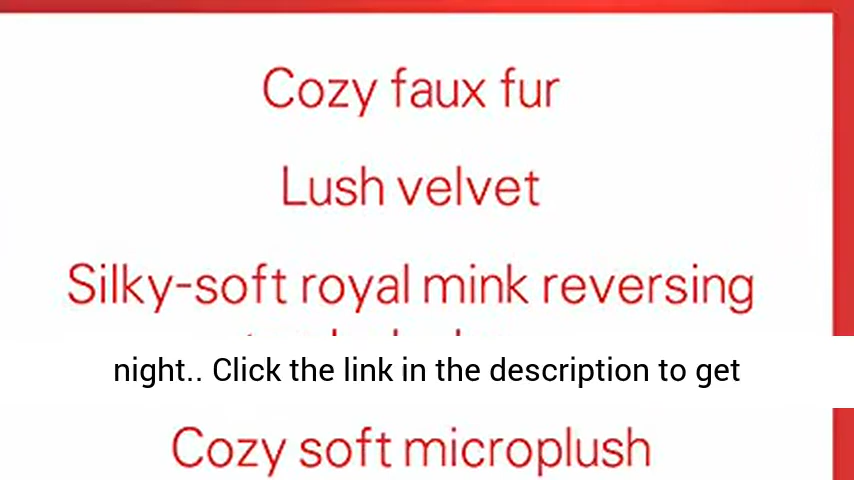 Cozy faux fur
Lush velvet
Silky-soft royal mink reversing
night.. Click the link in the description to get
Cozy soft microplush